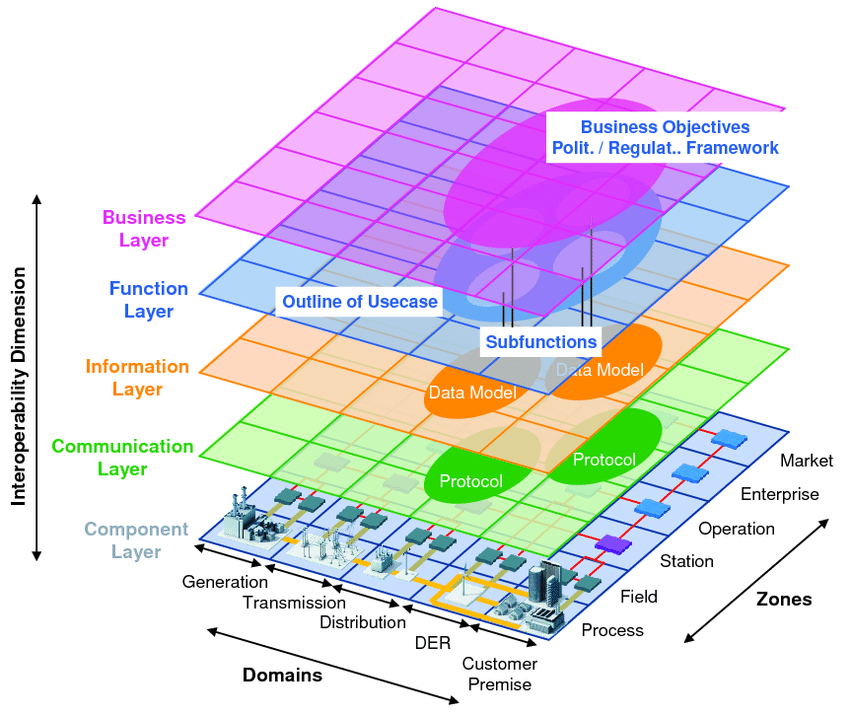 Business Objectives
Polit. / Regulat.. Framework
Business
Layer
Function
Layer
Outline of Usecase
Subfunctions
Information
Layer
Data Model
Data Model
Communication
Layer
Protocol
Protocol
Component
Layer
Interoperability Dimension
Generation
Transmission
Distribution
DER
Customer
Premise
Domains
Market
Enterprise
Operation
Station
Field
Process
Zones